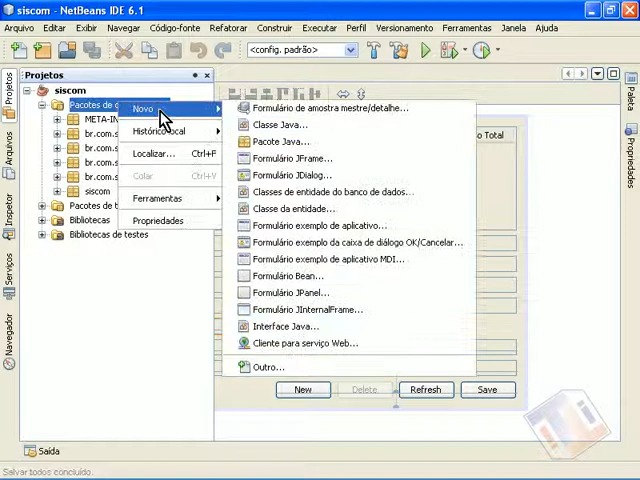 siscom - NetBeans IDE 6.1
Arquivo Editar Exibir Navegar Código-fonte Refatorar Construir Executar Perfil Versionamento Ferramentas Janela Ajuda
<config. padrão>
Projetos
siscom
Pacotes de c
META-IN
br.com.s
br.com.s
br.com.s
br.com.s
siscom
Pacotes de t
Bibliotecas
Bibliotecas de testes
Novo
Histórico local
Localizar... Ctrl+F
Colar Ctrl+V
Ferramentas
Propriedades
Formulário de amostra mestre/detalhe...
Classe Java...
Pacote Java...
Formulário JFrame...
Formulário JDialog...
Classes de entidade do banco de dados...
Classe da entidade...
Formulário exemplo de aplicativo...
Formulário exemplo da caixa de diálogo OK/Cancelar...
Formulário exemplo de aplicativo MDI...
Formulário Bean...
Formulário JPanel...
Formulário JInternalFrame...
Interface Java...
Cliente para serviço Web...
Outro...
Total
New Delete Refresh Save
Projetos
Arquivos
Inspetor
Serviços
Navegador
Paleta
Propriedades
Saída
Salvar todos concluído.